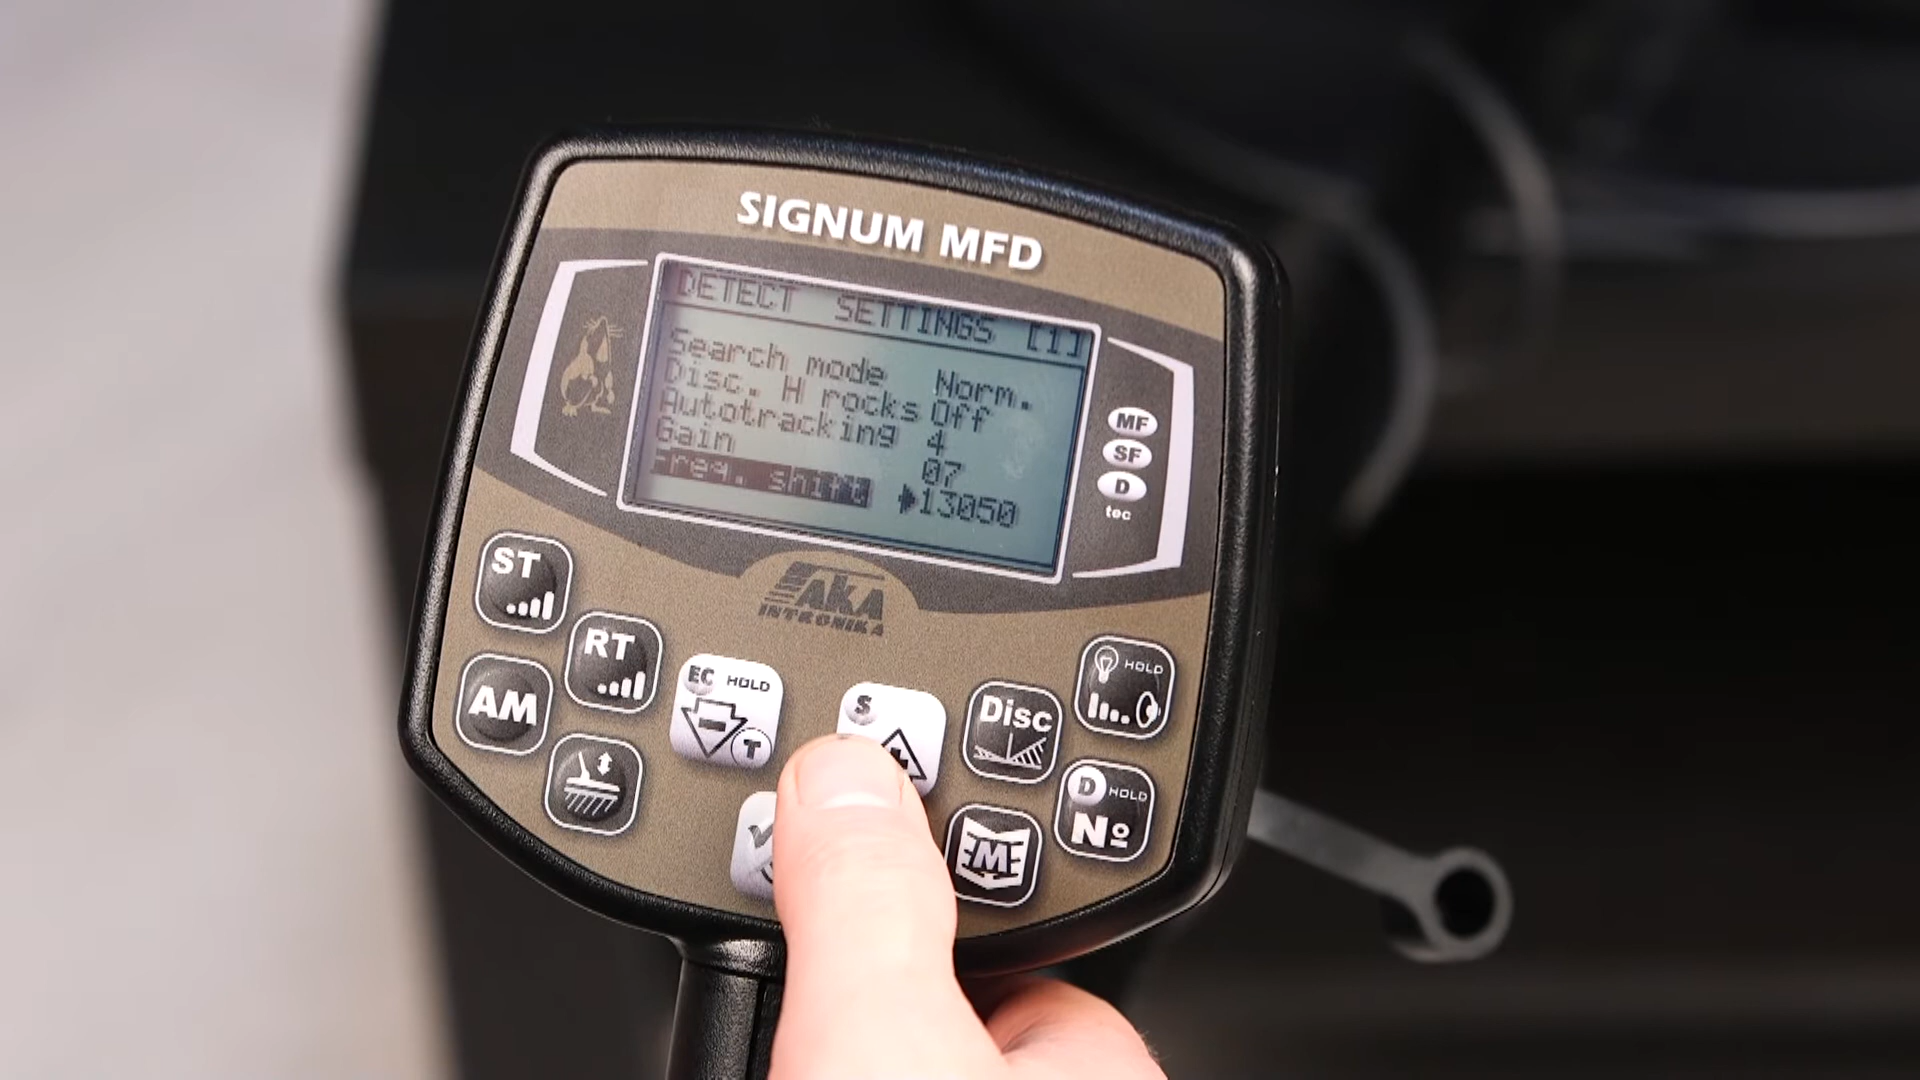 SIGNUM MFD
DETECT SETTINGS [1]
Search mode Norm.
Disc. H rocks Off
Autotracking 4
Gain 07
Freq. shift 13050
MF
SF
D
tec
AKA
INTRONIKA
ST
RT
AM
EC HOLD
- T
S
+
Disc
HOLD
D HOLD
Nº
M